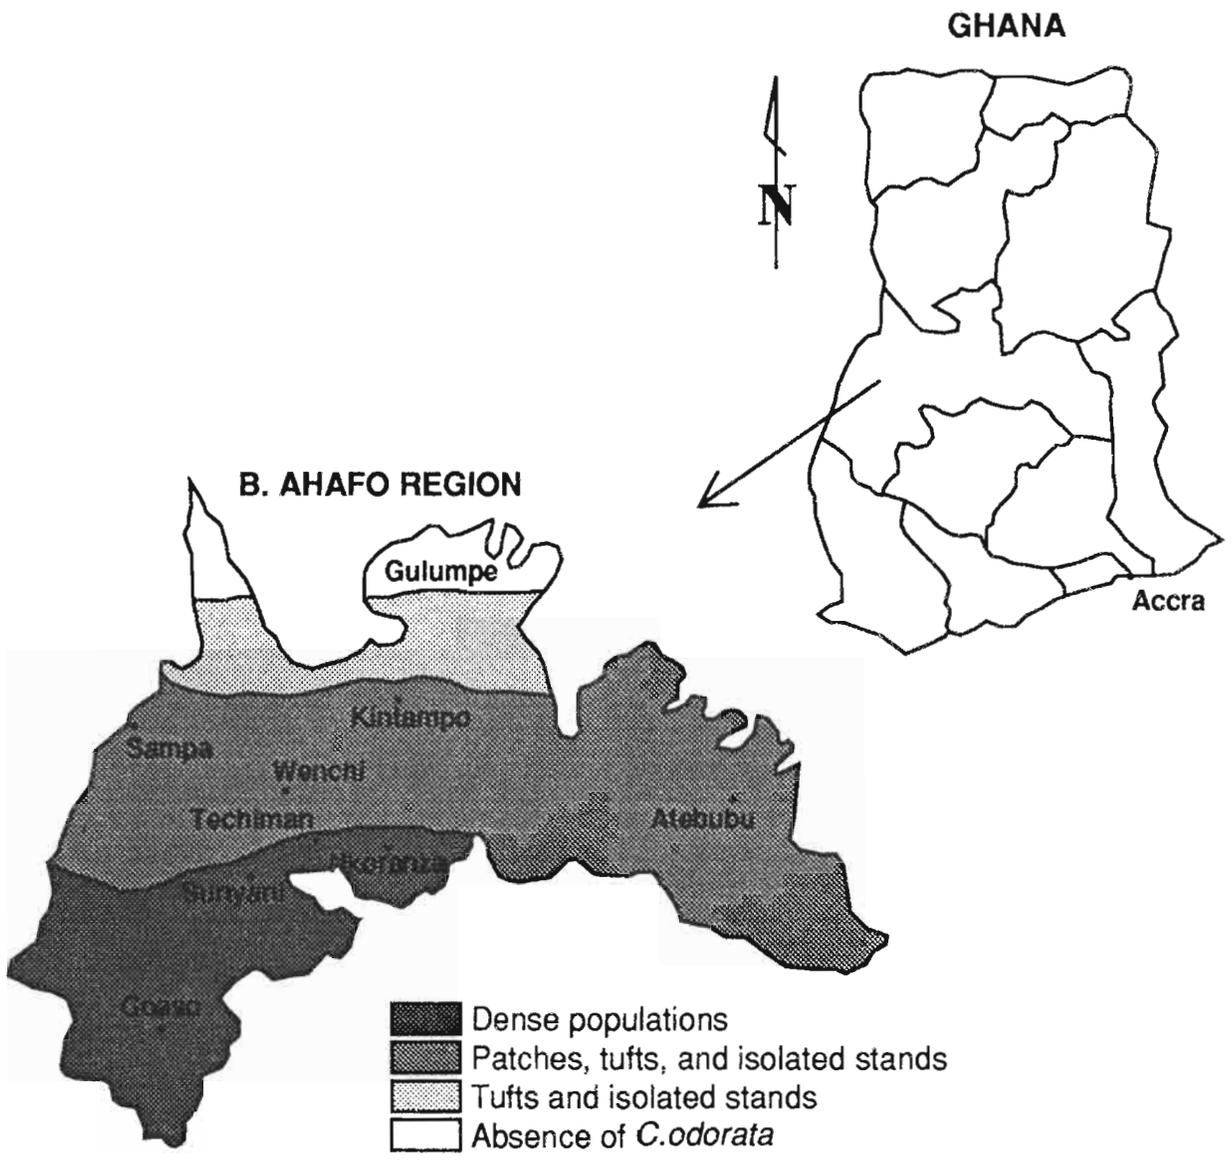 GHANA
N
Accra
B. AHAFO REGION
Gulumpe
Kintampo
Sampa
Wenchi
Techiman
Atebubu
Nkoranza
Sunyani
Goaso
Dense populations
Patches, tufts, and isolated stands
Tufts and isolated stands
Absence of C.odorata